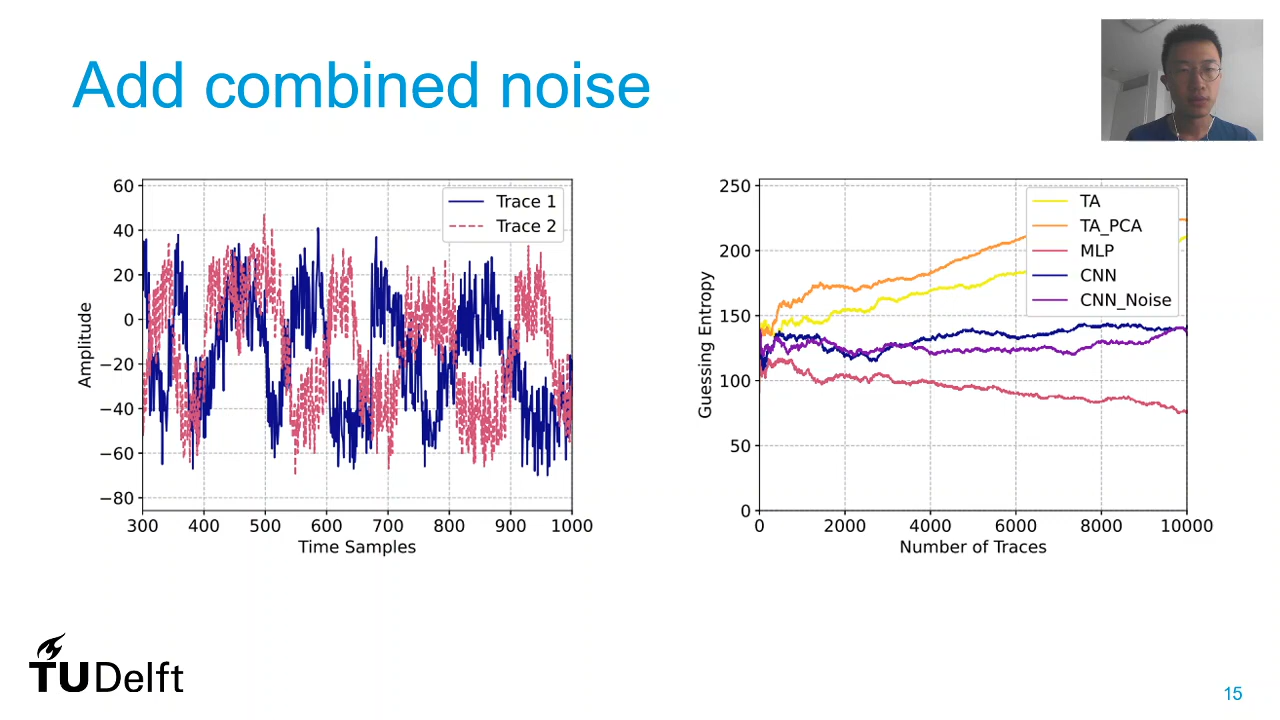 Add combined noise
60
40
20
0
−20
−40
−60
−80
300 400 500 600 700 800 900 1000
Amplitude
Time Samples
Trace 1
Trace 2
250
200
150
100
50
0
0 2000 4000 6000 8000 10000
Guessing Entropy
Number of Traces
TA
TA_PCA
MLP
CNN
CNN_Noise
TU Delft
15